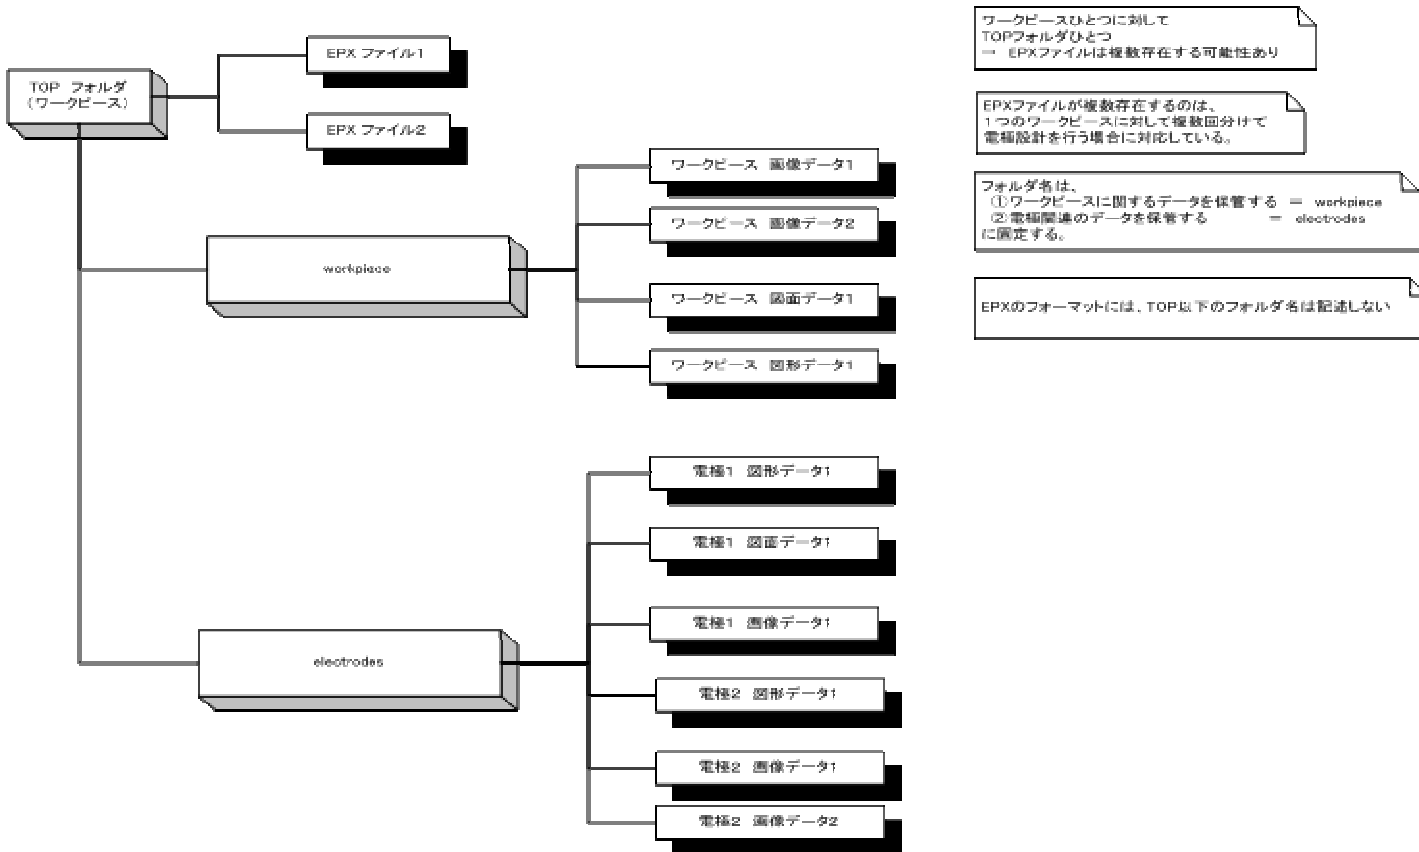 EPX ファイル1
TOP フォルダ
(ワークピース)
EPX ファイル2
ワークピース 画像データ1
ワークピース 画像データ2
workpiece
ワークピース 図面データ1
ワークピース 図形データ1
電極1 図形データ1
電極1 図面データ1
電極1 画像データ1
electrodes
電極2 図形データ1
電極2 画像データ1
電極2 画像データ2
ワークピースひとつに対して
TOPフォルダひとつ
→ EPXファイルは複数存在する可能性あり
EPXファイルが複数存在するのは、
1つのワークピースに対して複数回分けて
電極設計を行う場合に対応している。
フォルダ名は、
①ワークピースに関するデータを保管する = workpiece
②電極関連のデータを保管する = electrodes
に固定する。
EPXのフォーマットには、TOP以下のフォルダ名は記述しない